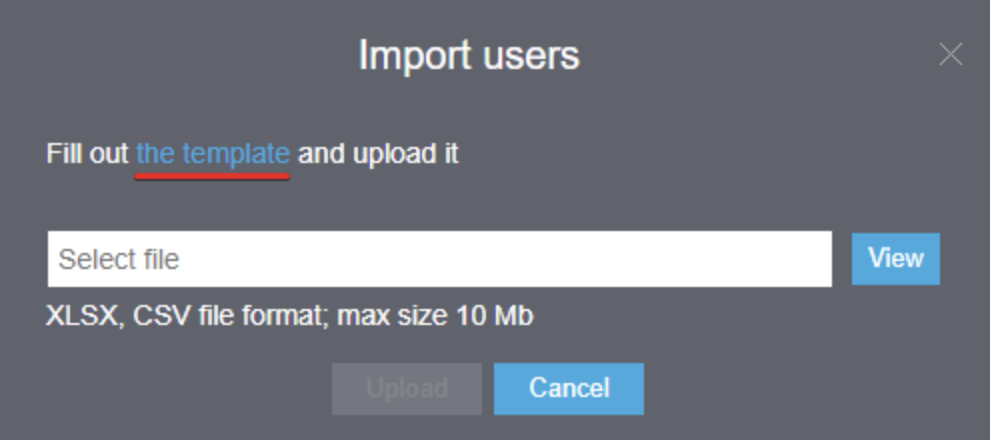 Import users
Fill out the template and upload it
Select file
View
XLSX, CSV file format; max size 10 Mb
Upload
Cancel